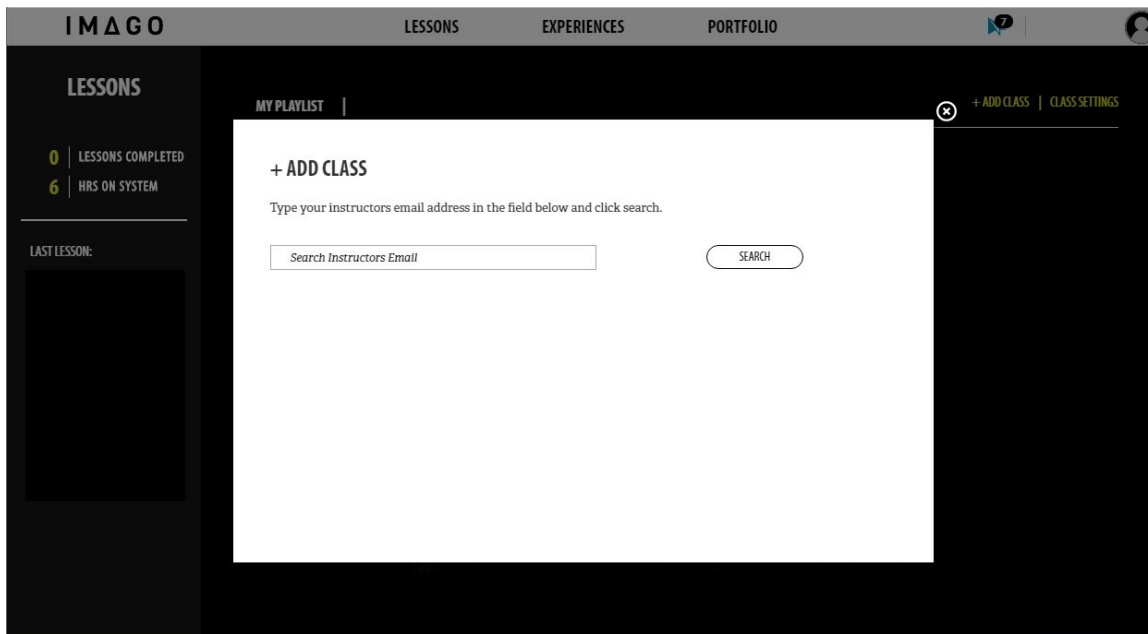 IMAGO
LESSONS
EXPERIENCES
PORTFOLIO
7
LESSONS
0 | LESSONS COMPLETED
6 | HRS ON SYSTEM
LAST LESSON:
MY PLAYLIST |
+ ADD CLASS | CLASS SETTINGS
+ ADD CLASS
Type your instructors email address in the field below and click search.
Search Instructors Email
SEARCH